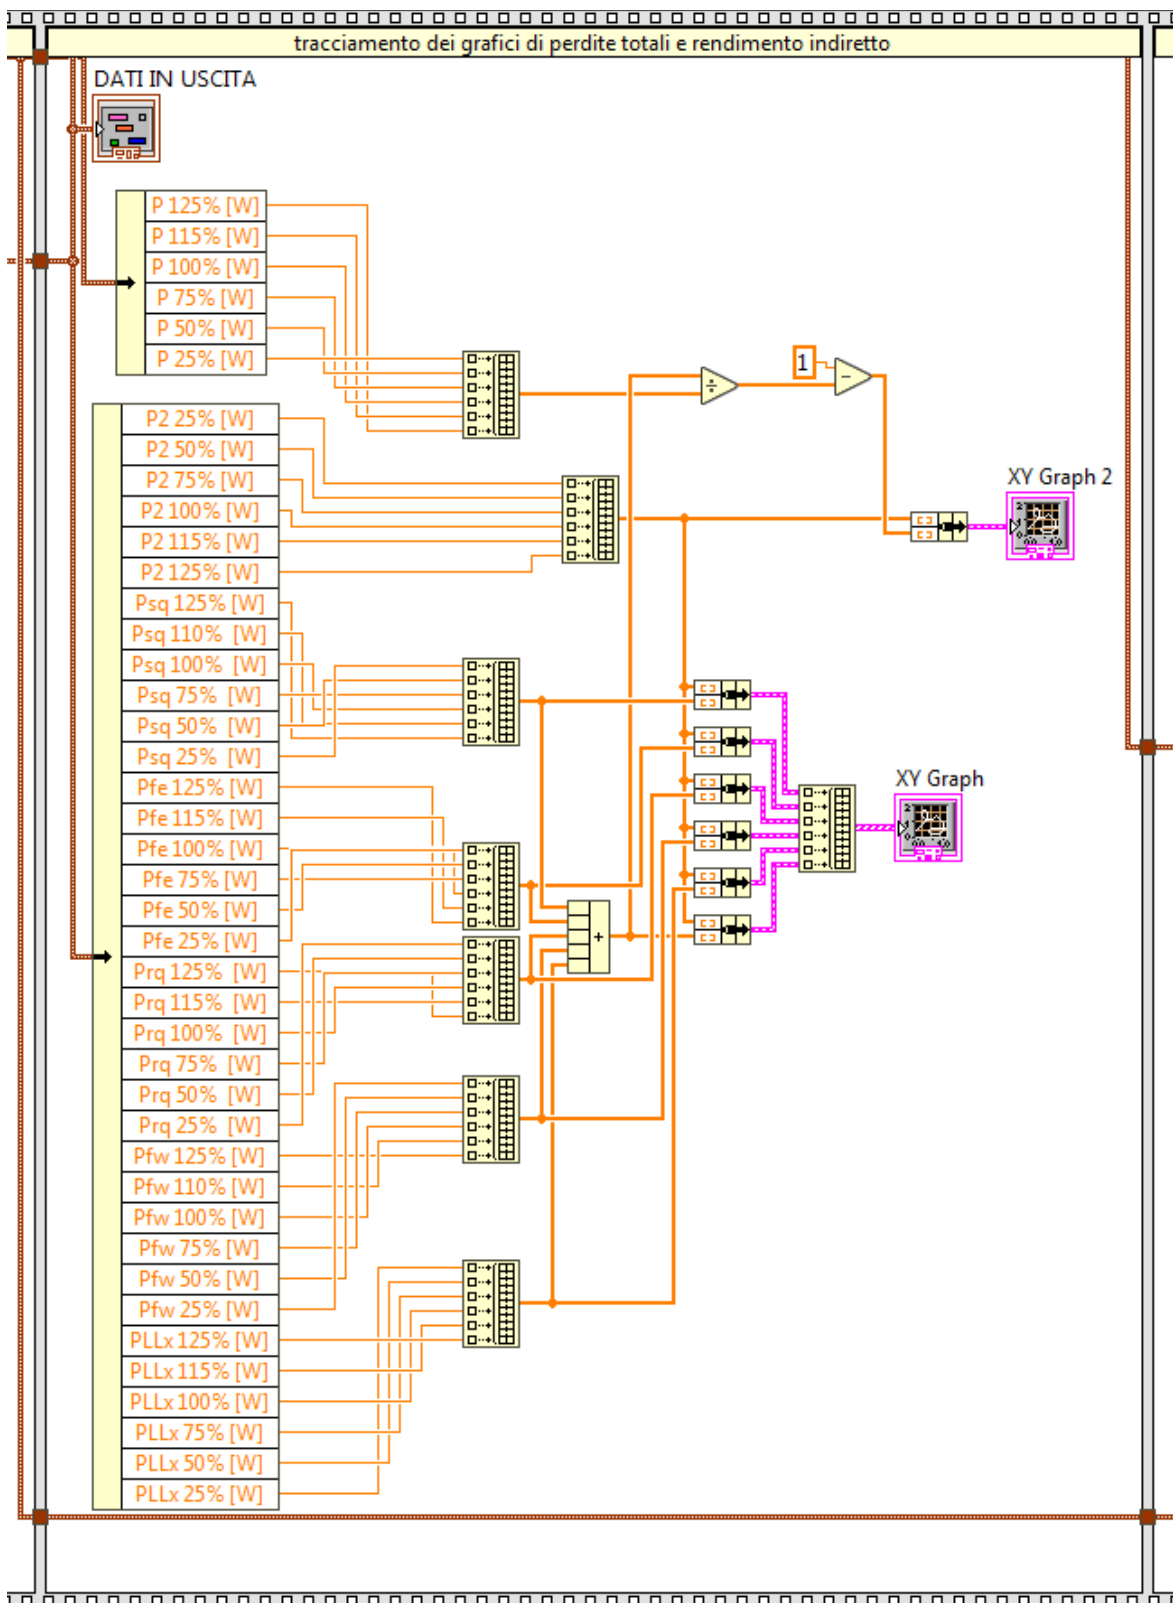 tracciamento dei grafici di perdite totali e rendimento indiretto
DATI IN USCITA
P 125% [W]
P 115% [W]
P 100% [W]
P 75% [W]
P 50% [W]
P 25% [W]
1
÷
-
P2 25% [W]
P2 50% [W]
P2 75% [W]
P2 100% [W]
P2 115% [W]
P2 125% [W]
XY Graph 2
Psq 125% [W]
Psq 110% [W]
Psq 100% [W]
Psq 75% [W]
Psq 50% [W]
Psq 25% [W]
XY Graph
Pfe 125% [W]
Pfe 115% [W]
Pfe 100% [W]
Pfe 75% [W]
Pfe 50% [W]
Pfe 25% [W]
+
Prq 125% [W]
Prq 115% [W]
Prq 100% [W]
Prq 75% [W]
Prq 50% [W]
Prq 25% [W]
Pfw 125% [W]
Pfw 110% [W]
Pfw 100% [W]
Pfw 75% [W]
Pfw 50% [W]
Pfw 25% [W]
PLLx 125% [W]
PLLx 115% [W]
PLLx 100% [W]
PLLx 75% [W]
PLLx 50% [W]
PLLx 25% [W]